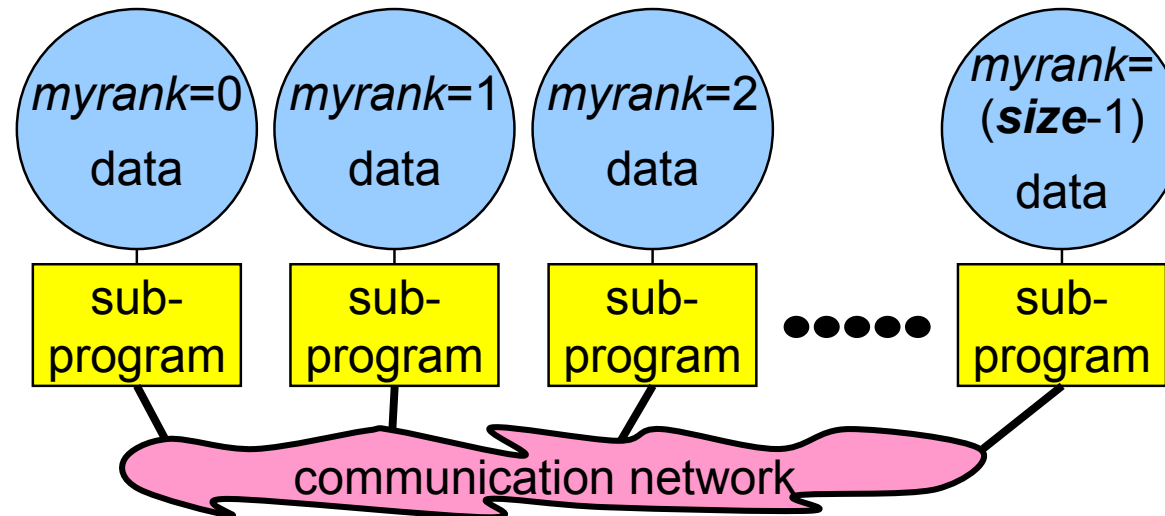 myrank=0
data
myrank=1
data
myrank=2
data
myrank=
(size-1)
data
sub-
program
sub-
program
sub-
program
sub-
program
communication network